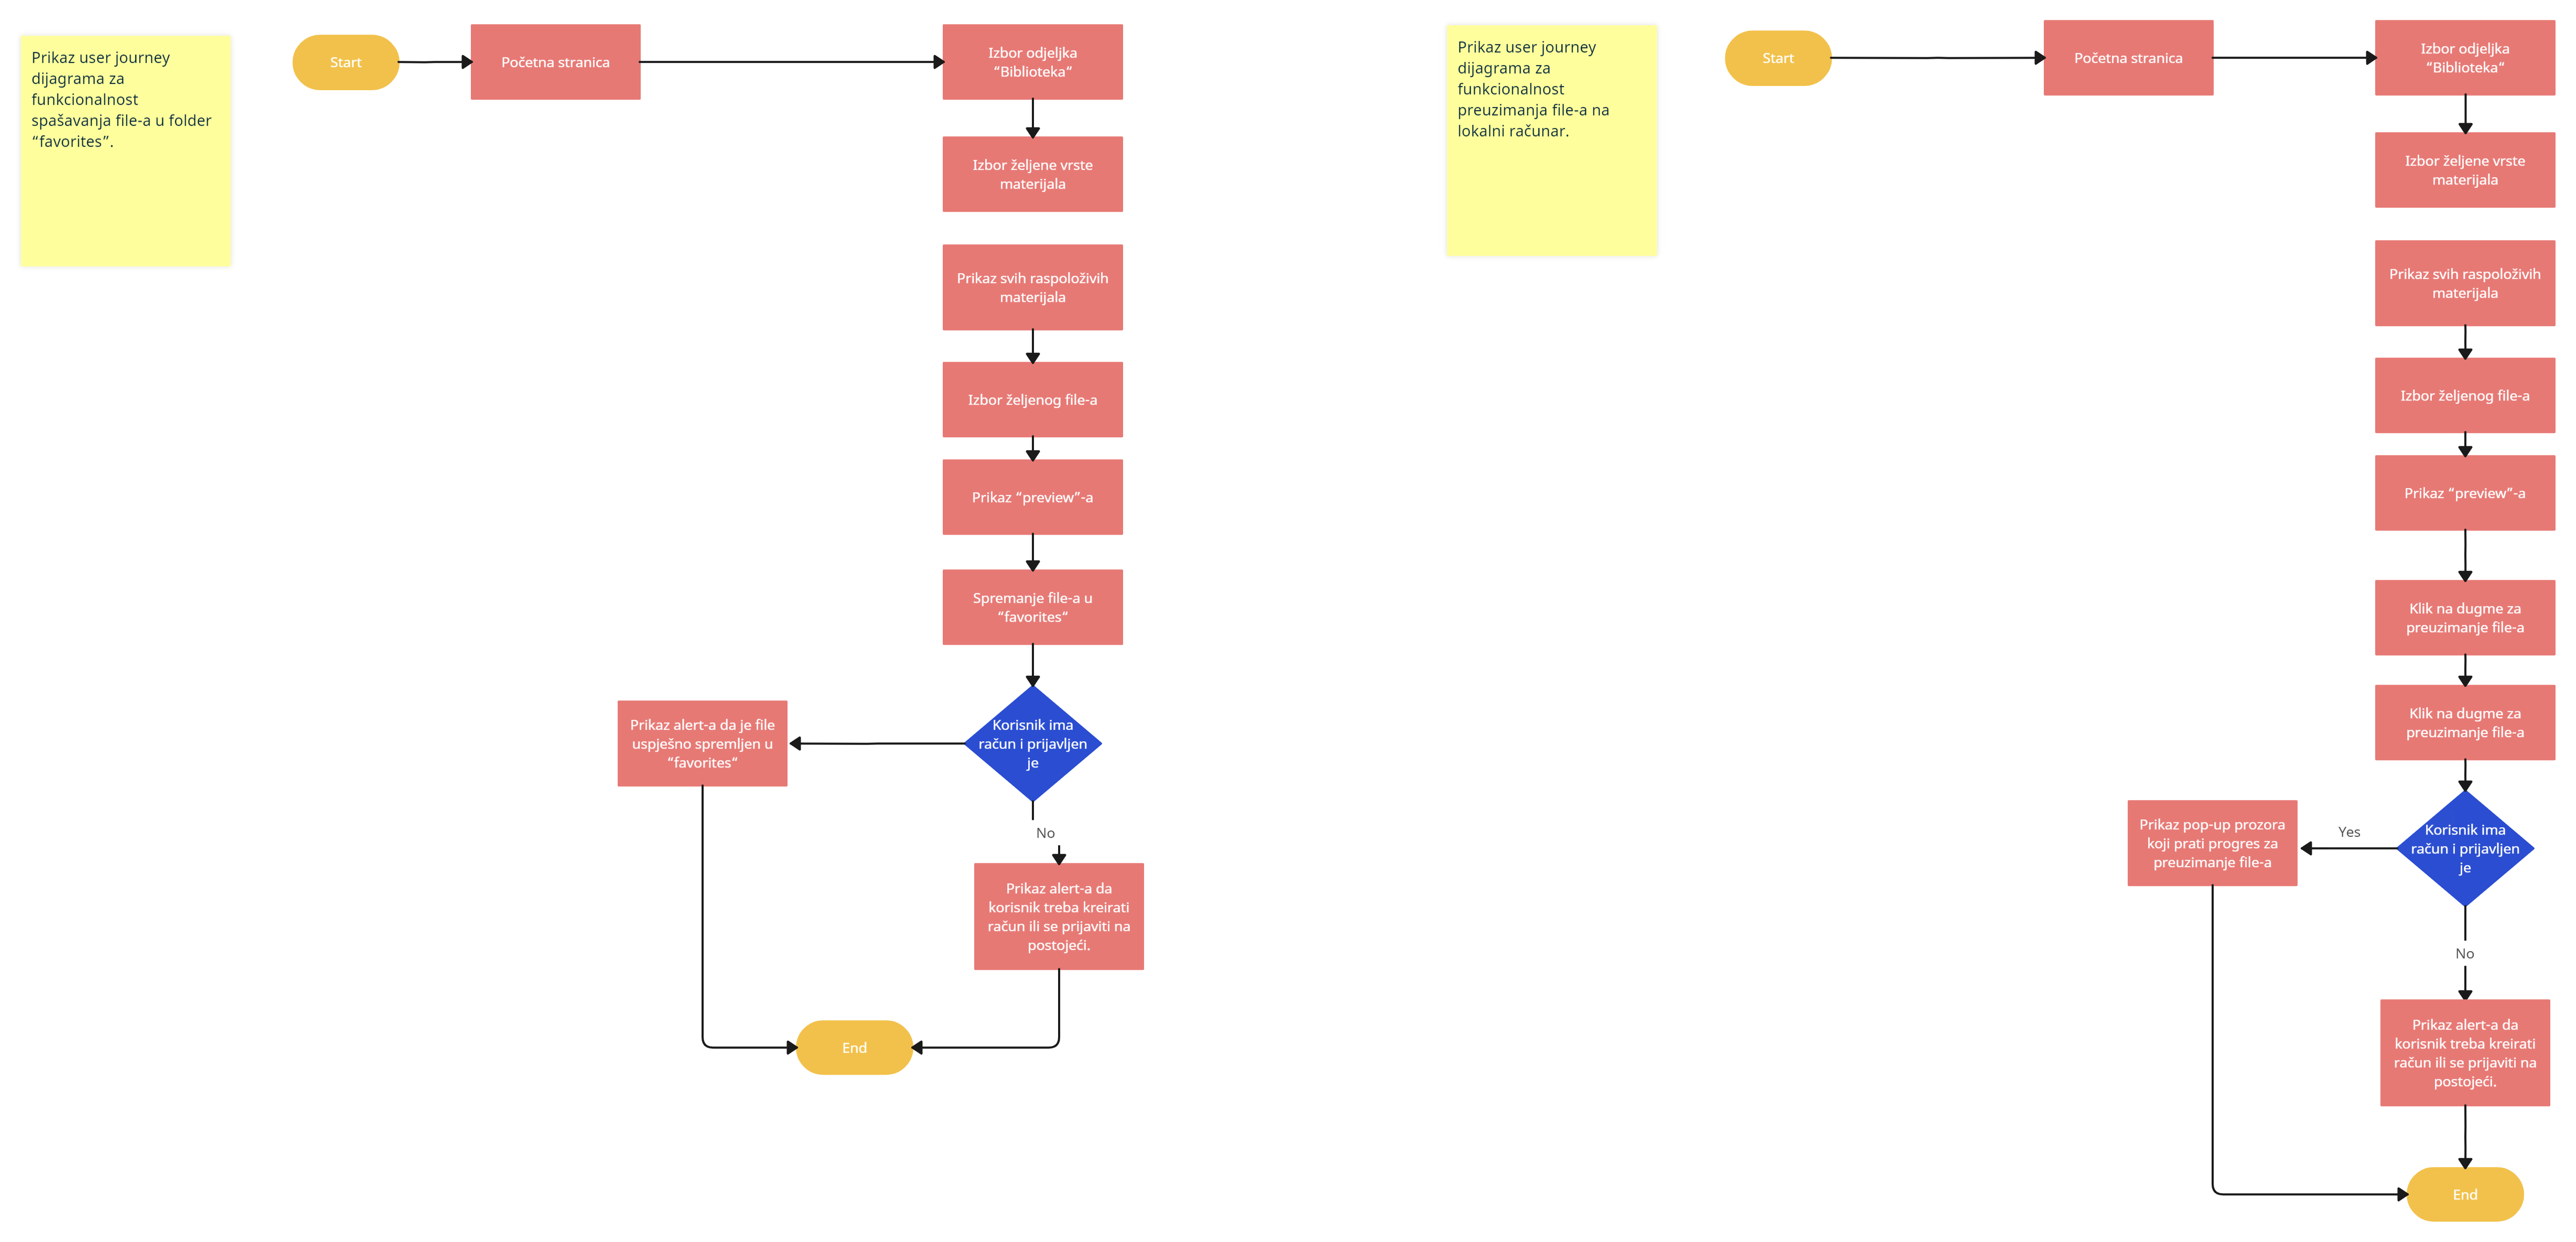 Prikaz user journey
dijagrama za
funkcionalnost
spašavanja file-a u folder
“favorites”.
Start
Početna stranica
Izbor odjeljka
“Biblioteka“
Izbor željene vrste
materijala
Prikaz svih raspoloživih
materijala
Izbor željenog file-a
Prikaz “preview”-a
Spremanje file-a u
“favorites“
Korisnik ima
račun i prijavljen
je
Prikaz alert-a da je file
uspješno spremljen u
“favorites“
No
Prikaz alert-a da
korisnik treba kreirati
račun ili se prijaviti na
postojeći.
End
Prikaz user journey
dijagrama za
funkcionalnost
preuzimanja file-a na
lokalni računar.
Start
Početna stranica
Izbor odjeljka
“Biblioteka“
Izbor željene vrste
materijala
Prikaz svih raspoloživih
materijala
Izbor željenog file-a
Prikaz “preview”-a
Klik na dugme za
preuzimanje file-a
Klik na dugme za
preuzimanje file-a
Korisnik ima
račun i prijavljen
je
Yes
Prikaz pop-up prozora
koji prati progres za
preuzimanje file-a
No
Prikaz alert-a da
korisnik treba kreirati
račun ili se prijaviti na
postojeći.
End